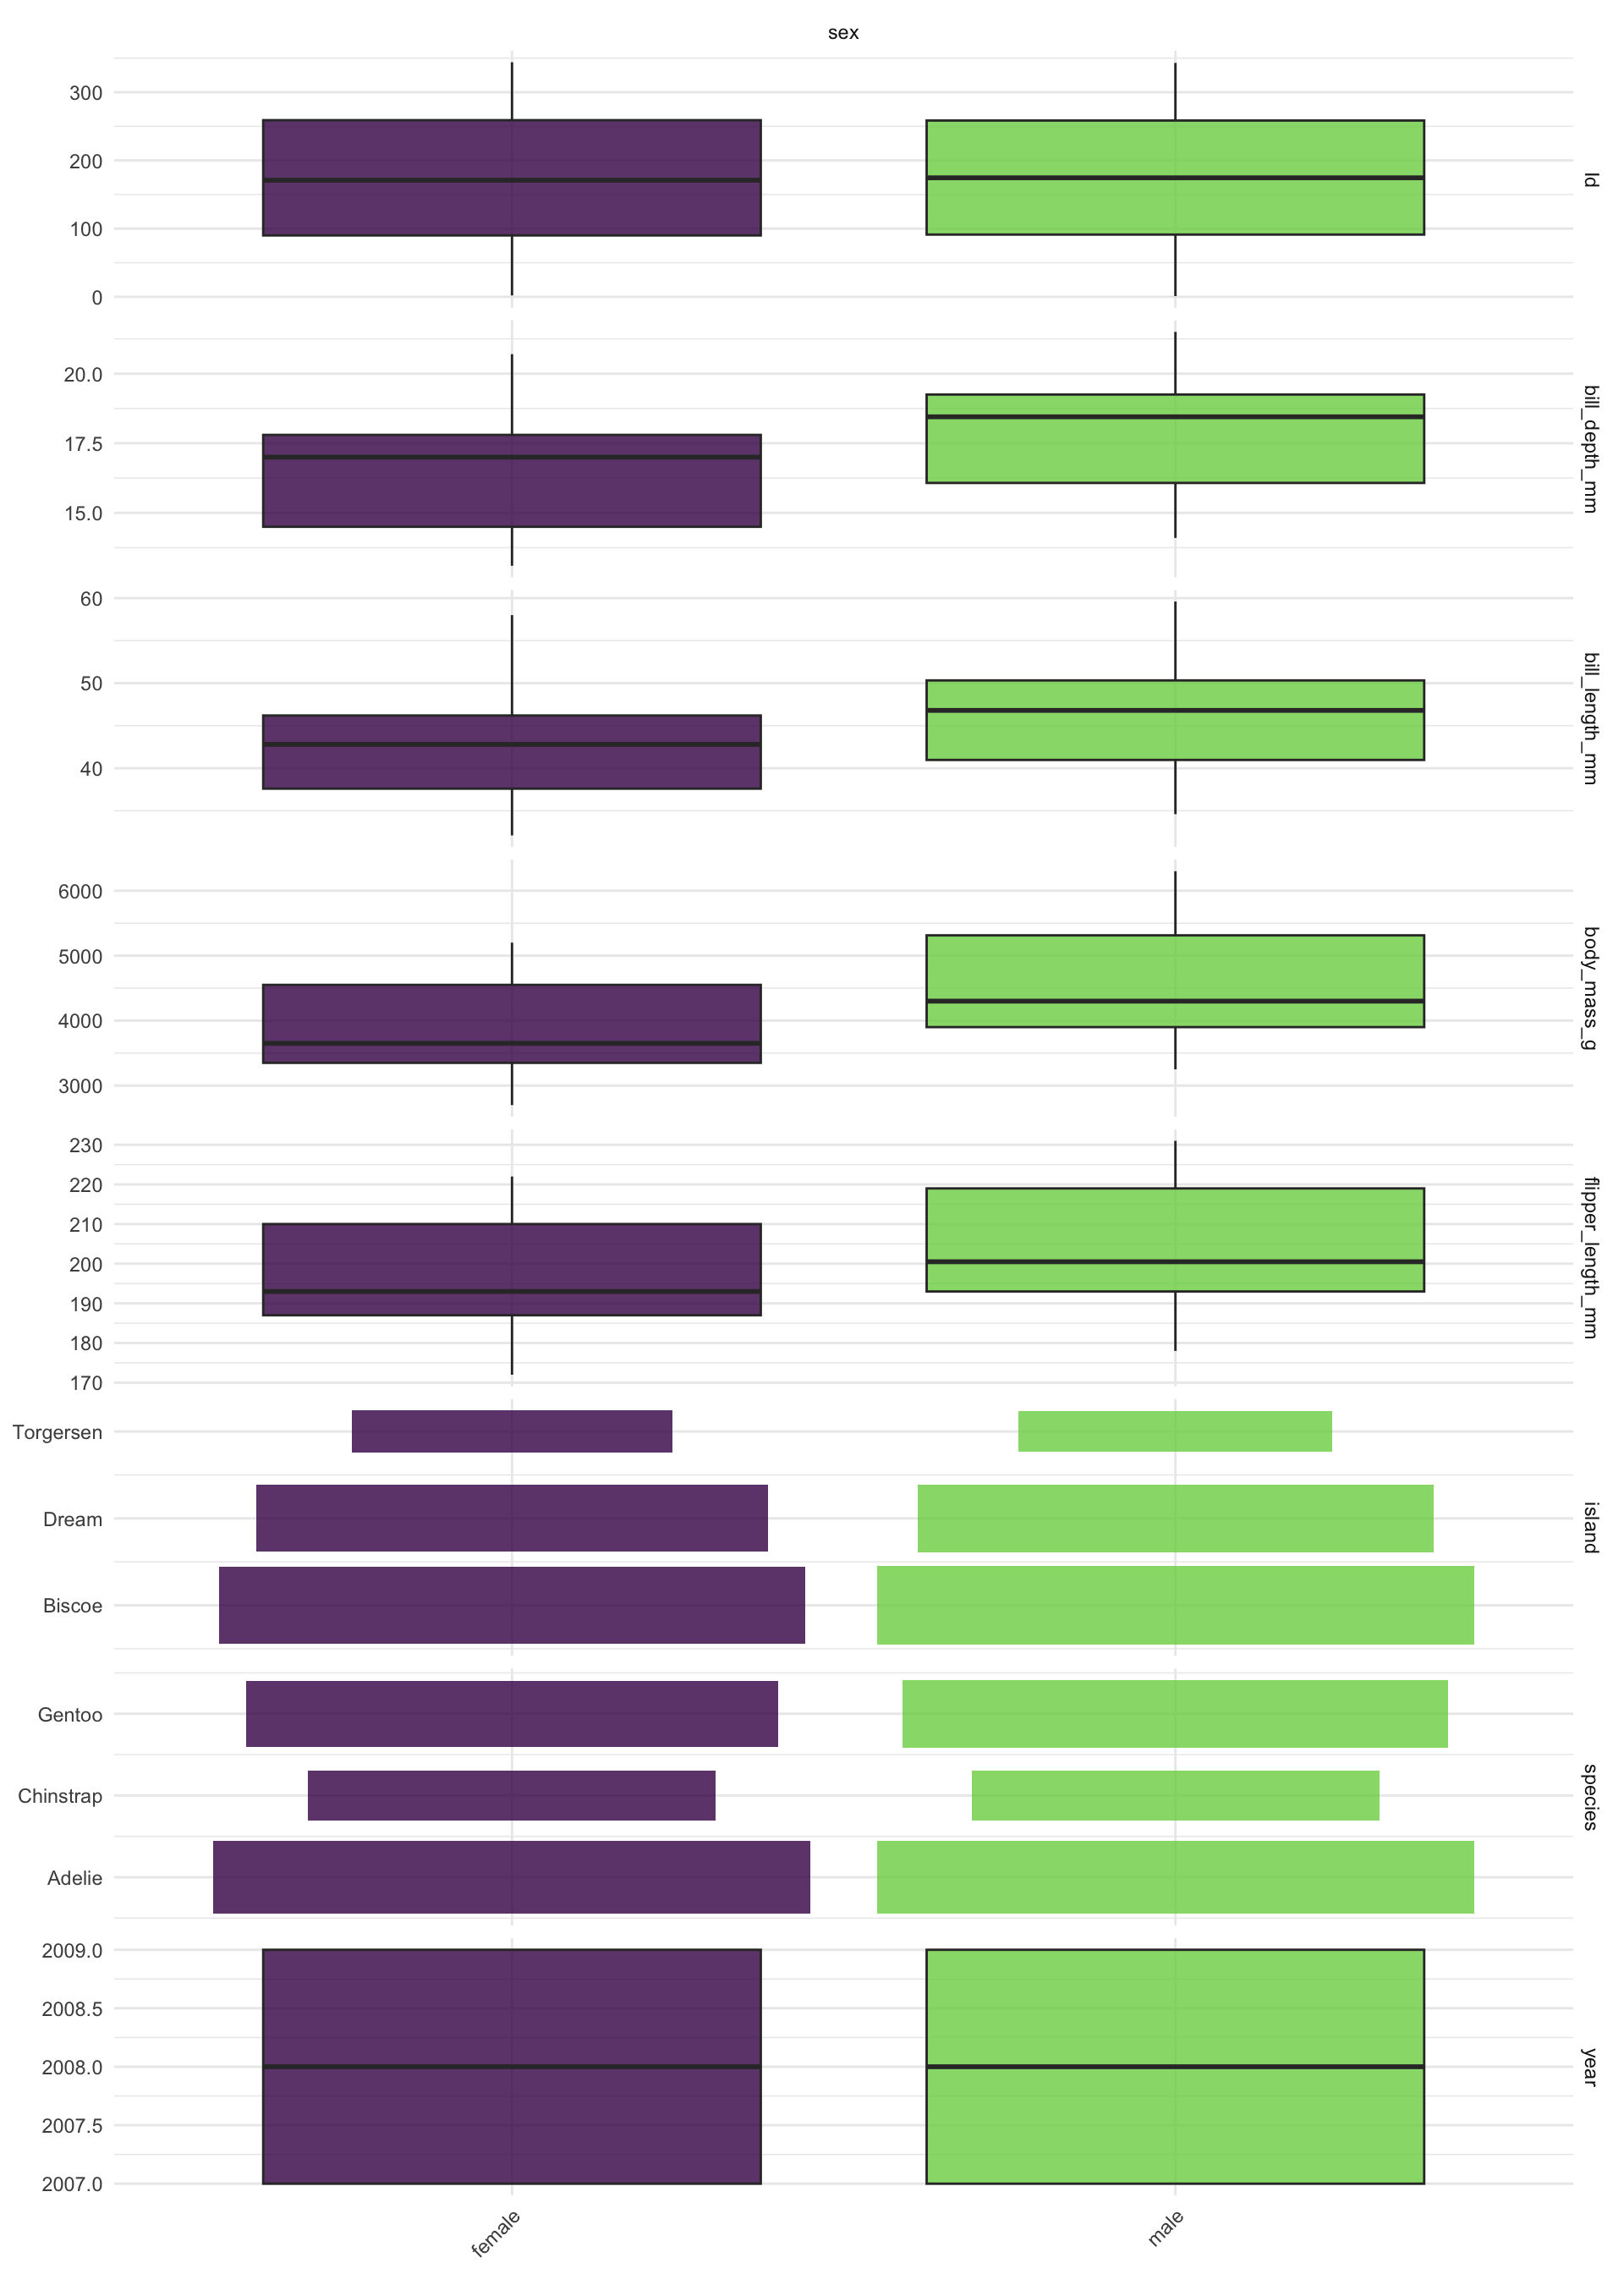 sex
300
200
100
0
Id
20.0
17.5
15.0
bill_depth_mm
60
50
40
bill_length_mm
6000
5000
4000
3000
body_mass_g
230
220
210
200
190
180
170
flipper_length_mm
Torgersen
Dream
Biscoe
island
Gentoo
Chinstrap
Adelie
species
2009.0
2008.5
2008.0
2007.5
2007.0
year
female
male